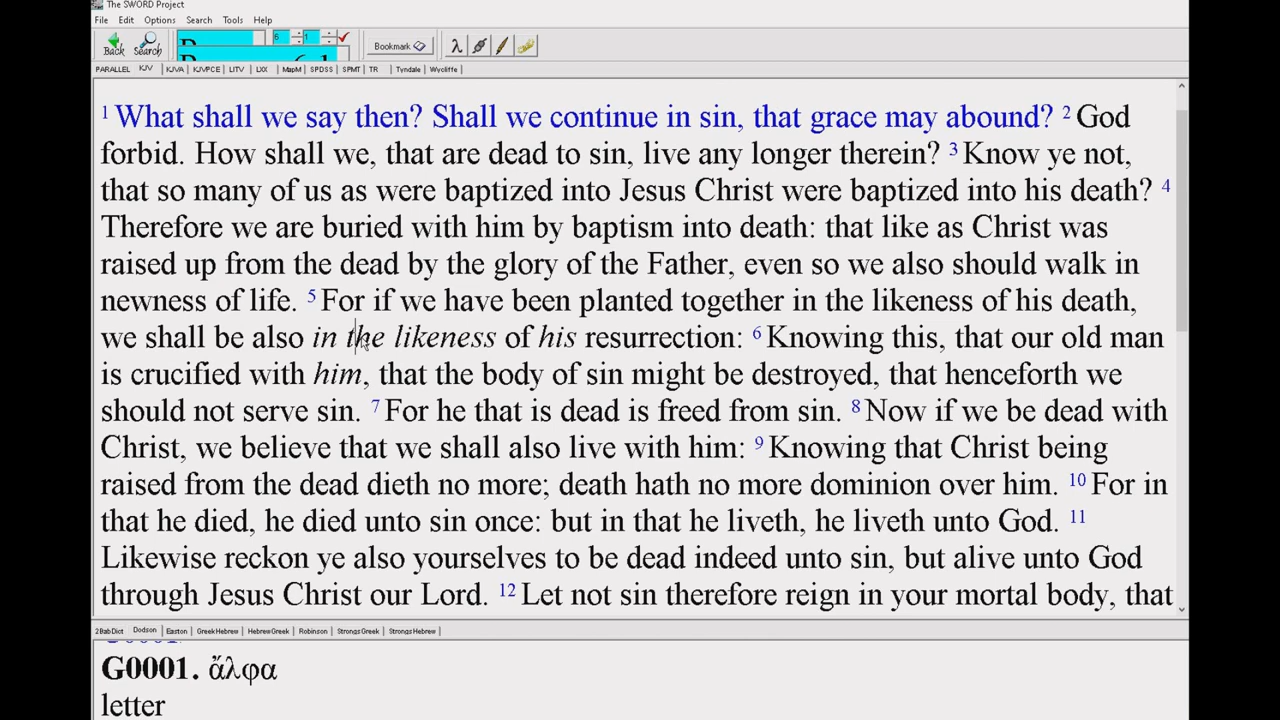 The SWORD Project
File Edit Options Search Tools Help
Back Search 6 1 Bookmark λ
PARALLEL KJV KJVA KJVPCE LITV LXX MapM SPDSS SPMT TR Tyndale Wycliffe
1 What shall we say then? Shall we continue in sin, that grace may abound? 2 God
forbid. How shall we, that are dead to sin, live any longer therein? 3 Know ye not,
that so many of us as were baptized into Jesus Christ were baptized into his death? 4
Therefore we are buried with him by baptism into death: that like as Christ was
raised up from the dead by the glory of the Father, even so we also should walk in
newness of life. 5 For if we have been planted together in the likeness of his death,
we shall be also in the likeness of his resurrection: 6 Knowing this, that our old man
is crucified with him, that the body of sin might be destroyed, that henceforth we
should not serve sin. 7 For he that is dead is freed from sin. 8 Now if we be dead with
Christ, we believe that we shall also live with him: 9 Knowing that Christ being
raised from the dead dieth no more; death hath no more dominion over him. 10 For in
that he died, he died unto sin once: but in that he liveth, he liveth unto God. 11
Likewise reckon ye also yourselves to be dead indeed unto sin, but alive unto God
through Jesus Christ our Lord. 12 Let not sin therefore reign in your mortal body, that
2BabDict Dodson Easton GreekHebrew HebrewGreek Robinson StrongsGreek StrongsHebrew
G0001. ἄλφα
letter